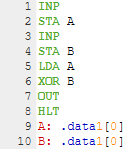 1 INP
2 STA A
3 INP
4 STA B
5 LDA A
6 XOR B
7 OUT
8 HLT
9 A: .data1[0]
10 B: .data1[0]